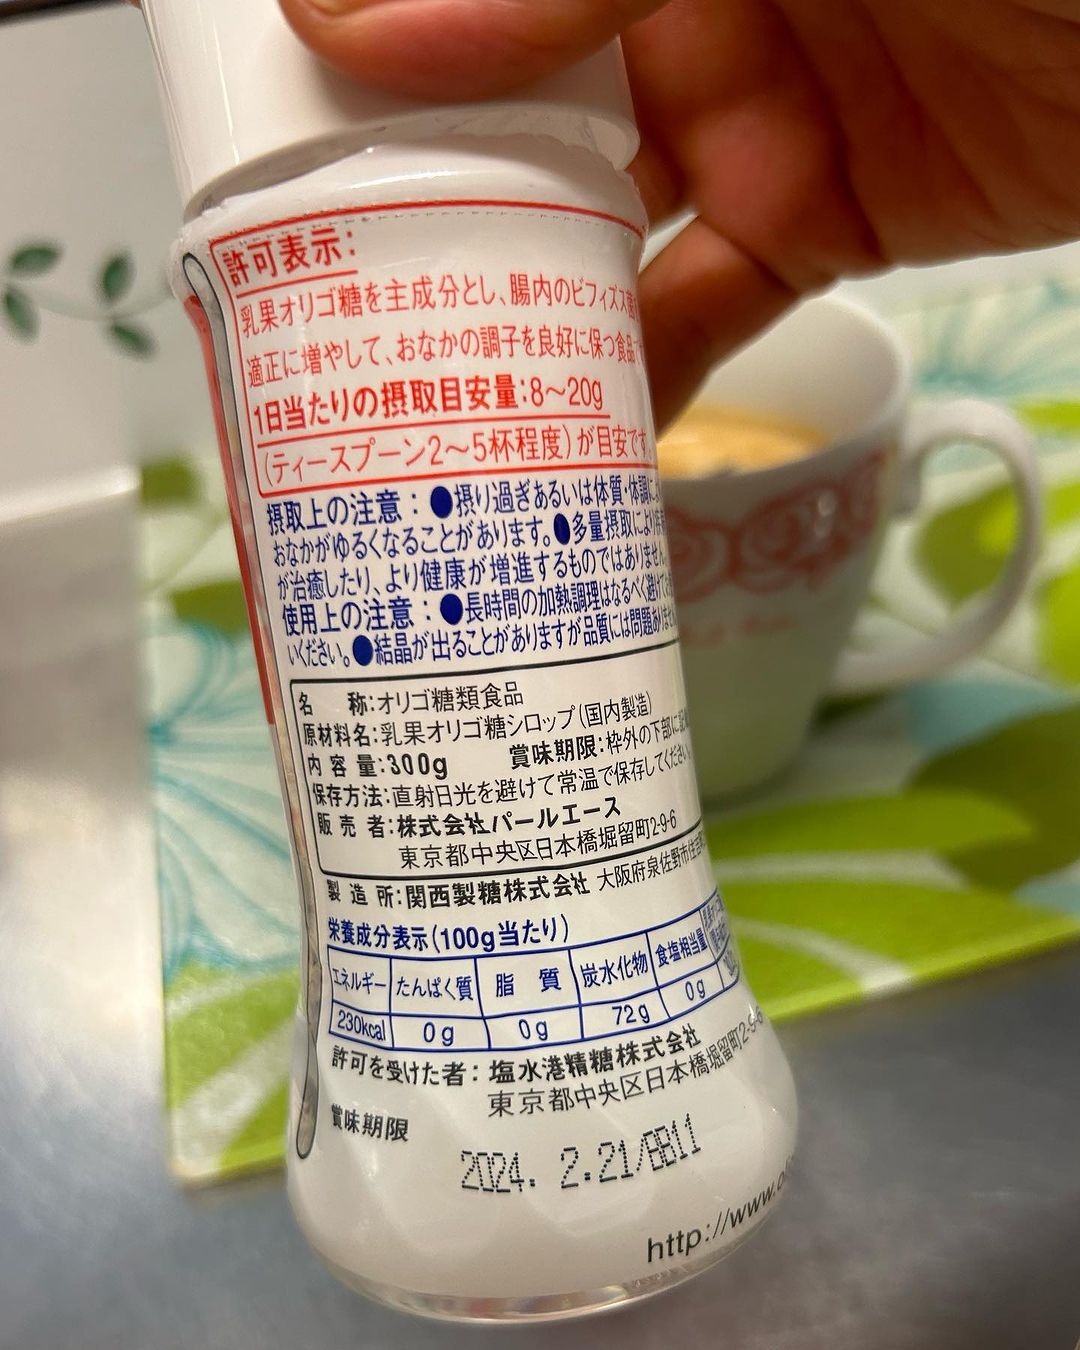 許可表示:
乳果オリゴ糖を主成分とし、腸内のビフィズス菌
適正に増やして、おなかの調子を良好に保つ食品
1日当たりの摂取目安量:8〜20g
(ティースプーン2〜5杯程度)が目安です
摂取上の注意:●摂り過ぎあるいは体質・体調に
おなかがゆるくなることがあります。●多量摂取により
が治癒したり、より健康が増進するものではありません
使用上の注意:●長時間の加熱調理はなるべく避けて
いください。●結晶が出ることがありますが品質には問題ありません
名 称:オリゴ糖類食品
原材料名:乳果オリゴ糖シロップ(国内製造)
内容量:300g 賞味期限:枠外の下部に
保存方法:直射日光を避けて常温で保存してください
販売者:株式会社パールエース
東京都中央区日本橋堀留町2-9-6
製造所:関西製糖株式会社 大阪府泉佐野市住吉町
栄養成分表示(100g当たり)
エネルギー たんぱく質 脂質 炭水化物 食塩相当量
230kcal 0g 0g 72g 0g
許可を受けた者:塩水港精糖株式会社
東京都中央区日本橋堀留町2-9-6
賞味期限
2024. 2.21/BB11
http://www.o